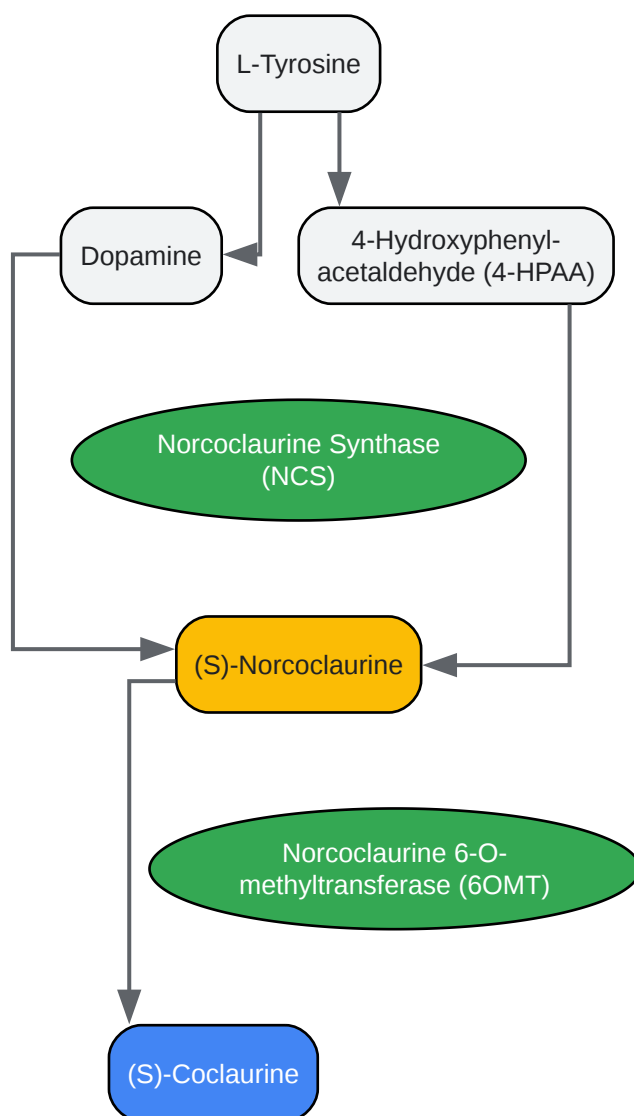 L-Tyrosine
Dopamine
4-Hydroxyphenyl-
acetaldehyde (4-HPAA)
Norcoclaurine Synthase
(NCS)
(S)-Norcoclaurine
Norcoclaurine 6-O-
methyltransferase (6OMT)
(S)-Coclaurine